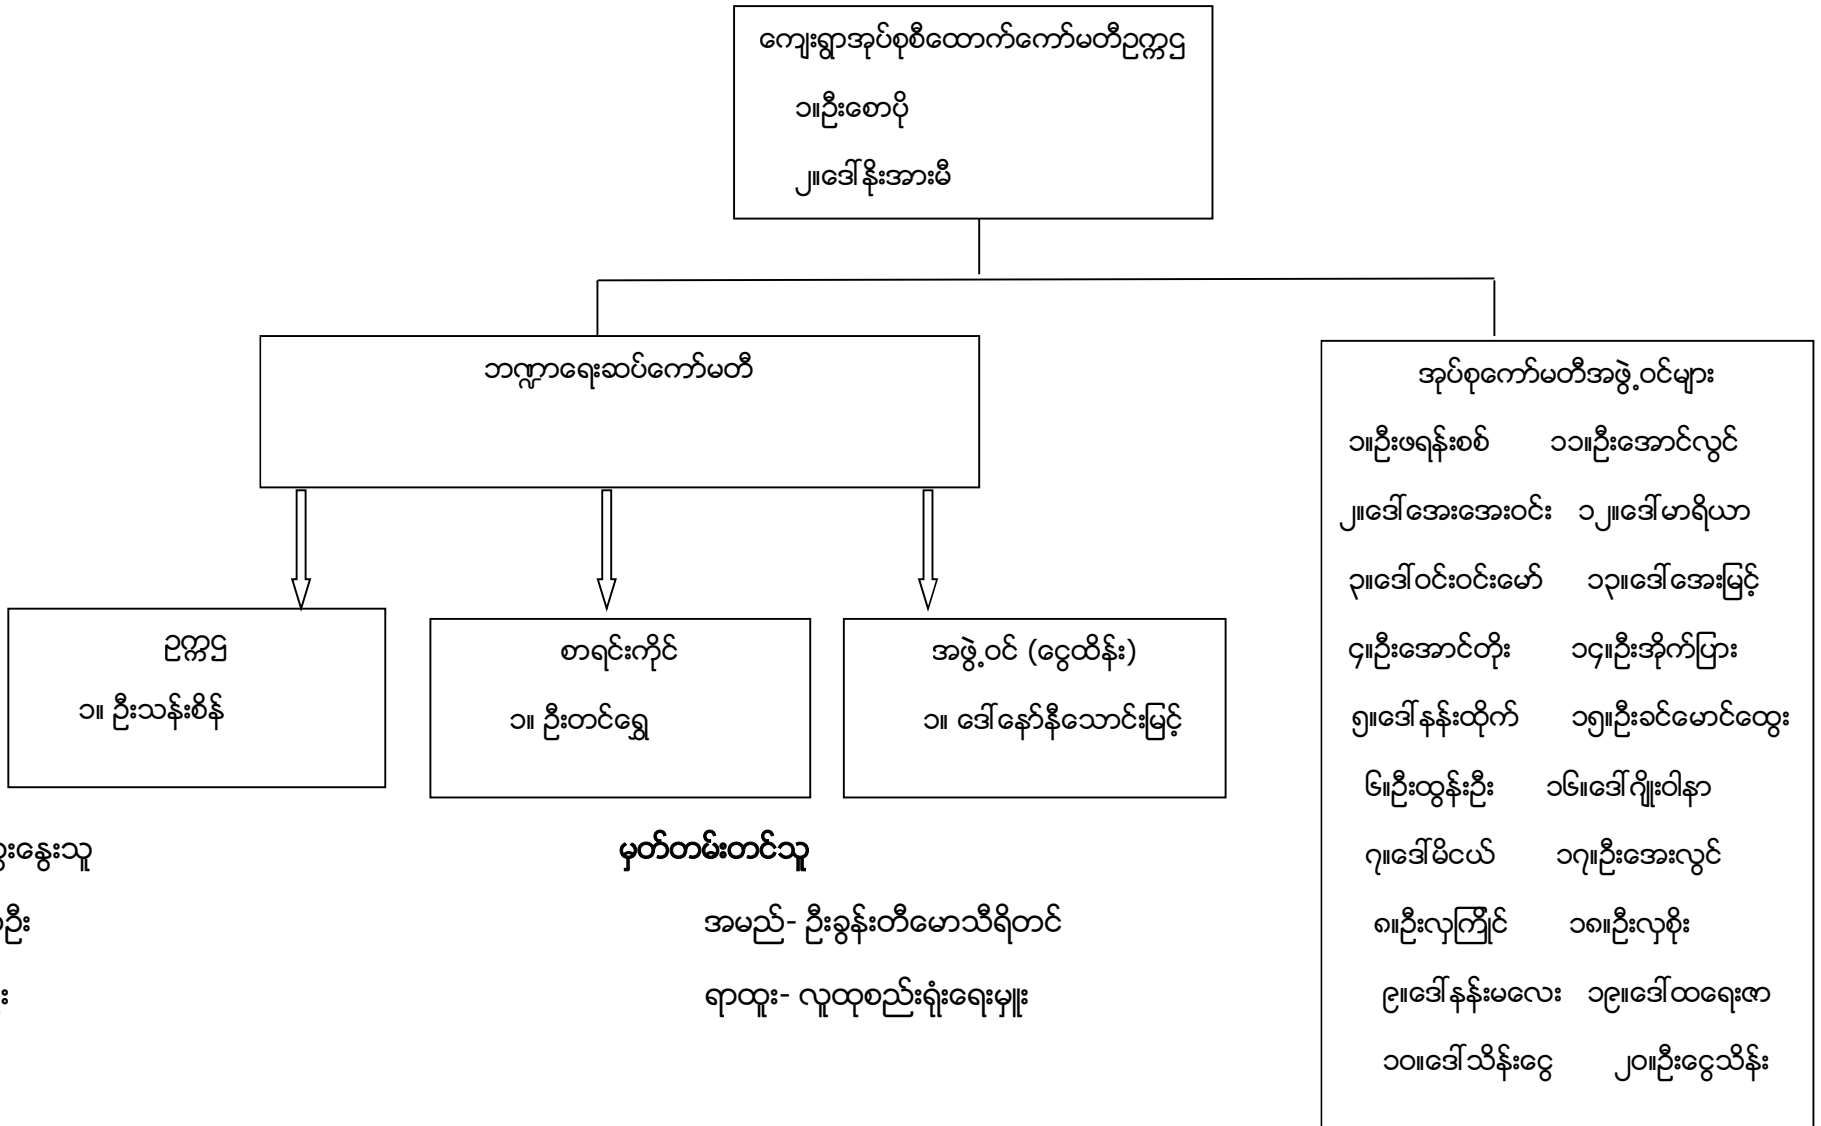 ကျေးရွာအုပ်စုစီထောက်ကော်မတီဥက္ကဌ
၁။ဦးစောပို
၂။ဒေါ်နိုးအားမီ
ဘဏ္ဍာရေးဆပ်ကော်မတီ
ဥက္ကဌ
၁။ ဦးသန်းစိန်
စာရင်းကိုင်
၁။ ဦးတင်ရွှေ
အဖွဲ့ဝင် (ငွေထိန်း)
၁။ ဒေါ်နော်နီသောင်းမြင့်
အုပ်စုကော်မတီအဖွဲ့ဝင်များ
၁။ဦးဖရန်းစစ် ၁၁။ဦးအောင်လွင်
၂။ဒေါ်အေးအေးဝင်း ၁၂။ဒေါ်မာရိယာ
၃။ဒေါ်ဝင်းဝင်းမော် ၁၃။ဒေါ်အေးမြင့်
၄။ဦးအောင်တိုး ၁၄။ဦးအိုက်ပြား
၅။ဒေါ်နန်းထိုက် ၁၅။ဦးခင်မောင်ထွေး
၆။ဦးထွန်းဦး ၁၆။ဒေါ်ဂျိုးဝါနာ
၇။ဒေါ်မိငယ် ၁၇။ဦးအေးလွင်
၈။ဦးလှကြိုင် ၁၈။ဦးလှစိုး
၉။ဒေါ်နန်းမလေး ၁၉။ဒေါ်ထရေးဇာ
၁၀။ဒေါ်သိန်းငွေ ၂၀။ဦးငွေသိန်း
မှတ်တမ်းတင်သူ
အမည်- ဦးခွန်းတီမောသီရိတင်
ရာထူး- လူထုစည်းရုံးရေးမှူး